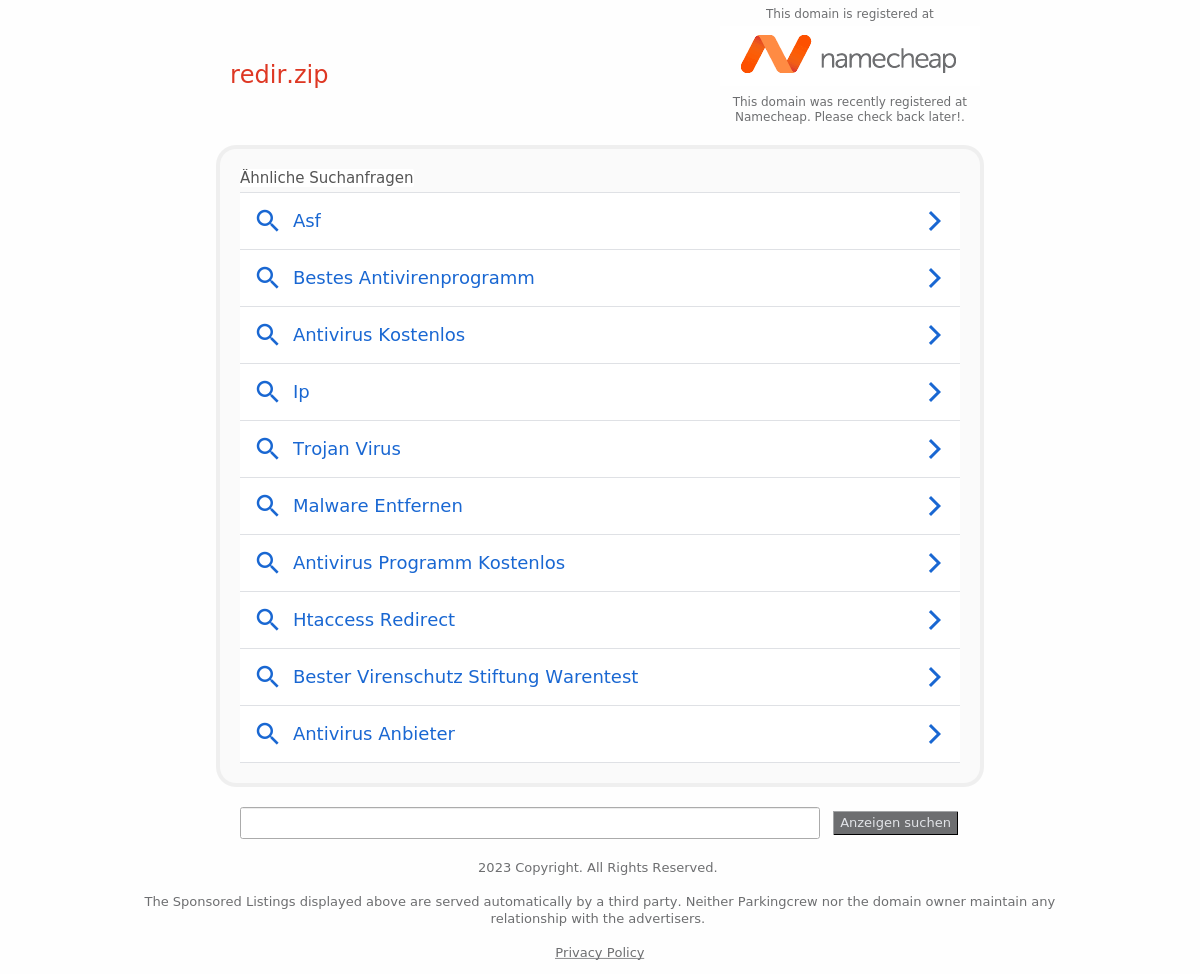 This domain is registered at
namecheap
redir.zip
This domain was recently registered at
Namecheap. Please check back later!.
Ähnliche Suchanfragen
Asf
Bestes Antivirenprogramm
Antivirus Kostenlos
Ip
Trojan Virus
Malware Entfernen
Antivirus Programm Kostenlos
Htaccess Redirect
Bester Virenschutz Stiftung Warentest
Antivirus Anbieter
Anzeigen suchen
2023 Copyright. All Rights Reserved.
The Sponsored Listings displayed above are served automatically by a third party. Neither Parkingcrew nor the domain owner maintain any
relationship with the advertisers.
Privacy Policy